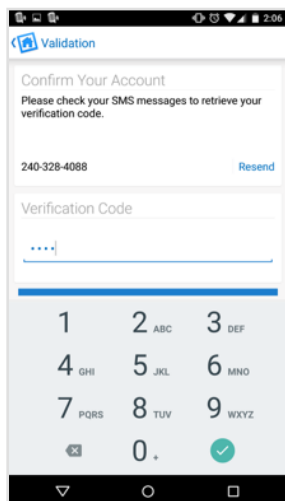 2:06
Validation
Confirm Your Account
Please check your SMS messages to retrieve your
verification code.
240-328-4088 Resend
Verification Code
••••
1 2 ABC 3 DEF
4 GHI 5 JKL 6 MNO
7 PQRS 8 TUV 9 WXYZ
0 .